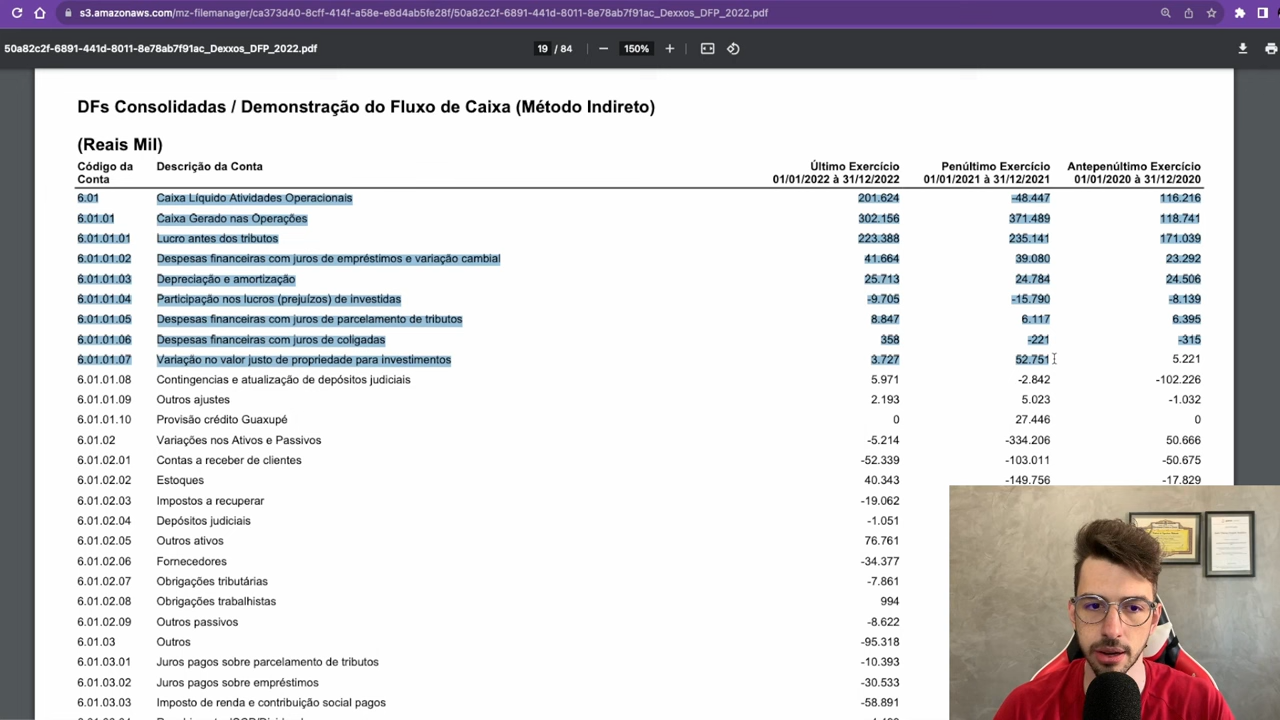 s3.amazonaws.com/mz-filemanager/ca373d40-8cff-414f-a58e-e8d4ab5fe28f/50a82c2f-6891-441d-8011-8e78ab7f91ac_Dexxos_DFP_2022.pdf
50a82c2f-6891-441d-8011-8e78ab7f91ac_Dexxos_DFP_2022.pdf 19 / 84 150%
DFs Consolidadas / Demonstração do Fluxo de Caixa (Método Indireto)
(Reais Mil)
Código da Descrição da Conta Último Exercício Penúltimo Exercício Antepenúltimo Exercício
Conta 01/01/2022 à 31/12/2022 01/01/2021 à 31/12/2021 01/01/2020 à 31/12/2020
6.01 Caixa Líquido Atividades Operacionais 201.624 -48.447 116.216
6.01.01 Caixa Gerado nas Operações 302.156 371.489 118.741
6.01.01.01 Lucro antes dos tributos 223.388 235.141 171.039
6.01.01.02 Despesas financeiras com juros de empréstimos e variação cambial 41.664 39.080 23.292
6.01.01.03 Depreciação e amortização 25.713 24.784 24.506
6.01.01.04 Participação nos lucros (prejuízos) de investidas -9.705 -15.790 -8.139
6.01.01.05 Despesas financeiras com juros de parcelamento de tributos 8.847 6.117 6.395
6.01.01.06 Despesas financeiras com juros de coligadas 358 -221 -315
6.01.01.07 Variação no valor justo de propriedade para investimentos 3.727 52.751 5.221
6.01.01.08 Contingencias e atualização de depósitos judiciais 5.971 -2.842 -102.226
6.01.01.09 Outros ajustes 2.193 5.023 -1.032
6.01.01.10 Provisão crédito Guaxupé 0 27.446 0
6.01.02 Variações nos Ativos e Passivos -5.214 -334.206 50.666
6.01.02.01 Contas a receber de clientes -52.339 -103.011 -50.675
6.01.02.02 Estoques 40.343 -149.756 -17.829
6.01.02.03 Impostos a recuperar -19.062
6.01.02.04 Depósitos judiciais -1.051
6.01.02.05 Outros ativos 76.761
6.01.02.06 Fornecedores -34.377
6.01.02.07 Obrigações tributárias -7.861
6.01.02.08 Obrigações trabalhistas 994
6.01.02.09 Outros passivos -8.622
6.01.03 Outros -95.318
6.01.03.01 Juros pagos sobre parcelamento de tributos -10.393
6.01.03.02 Juros pagos sobre empréstimos -30.533
6.01.03.03 Imposto de renda e contribuição social pagos -58.891